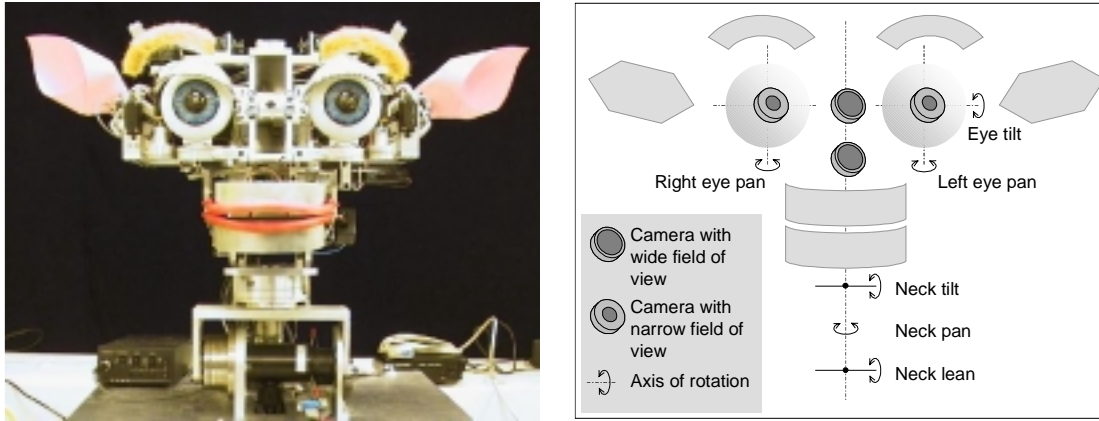 Eye tilt
Right eye pan
Left eye pan
Camera with
wide field of
view
Camera with
narrow field of
view
Axis of rotation
Neck tilt
Neck pan
Neck lean